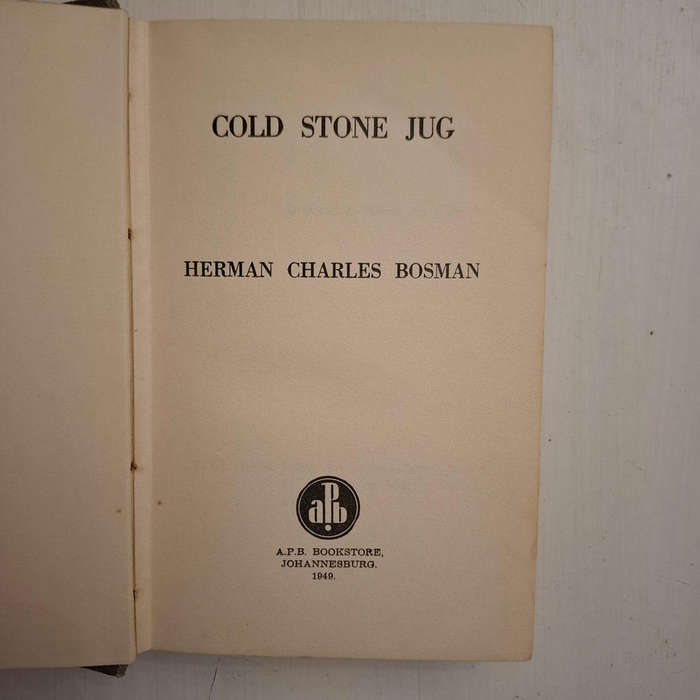 COLD STONE JUG
HERMAN CHARLES BOSMAN
aPb
A.P.B. BOOKSTORE,
JOHANNESBURG.
1949.